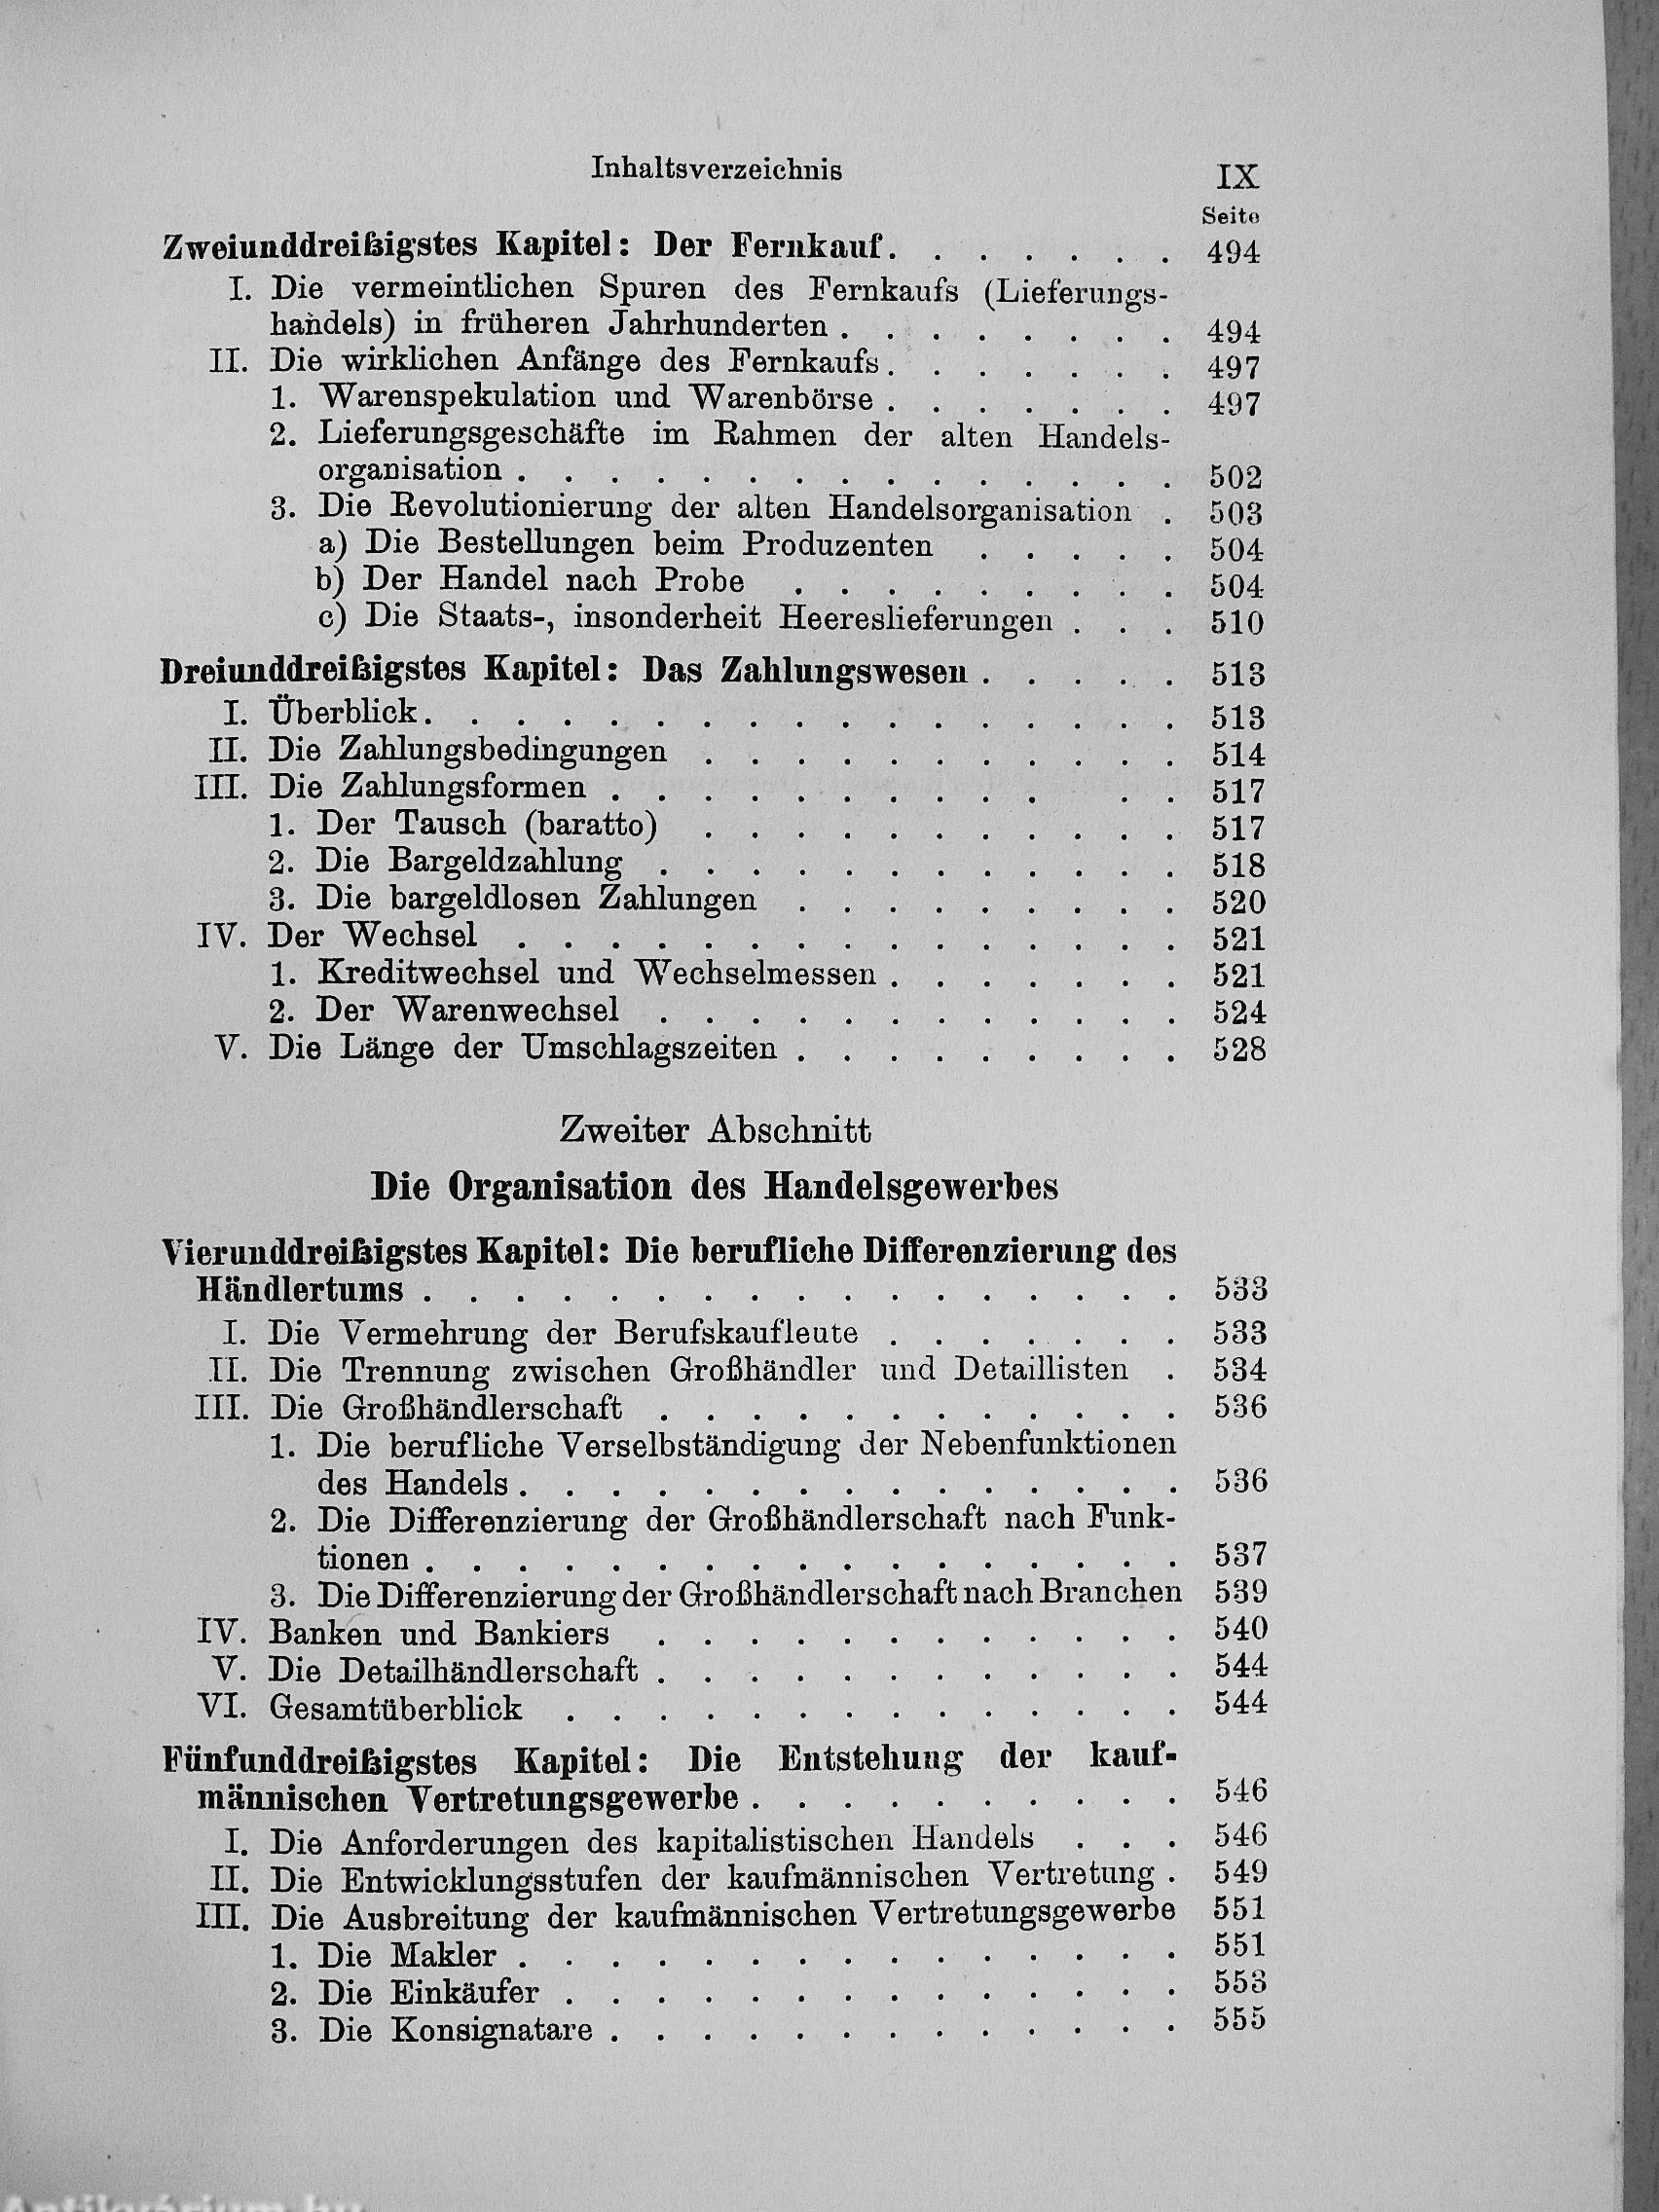 Inhaltsverzeichnis IX
Seite
Zweiunddreißigstes Kapitel: Der Fernkauf. . . . . . . 494
I. Die vermeintlichen Spuren des Fernkaufs (Lieferungs-
handels) in früheren Jahrhunderten . . . . . . . . 494
II. Die wirklichen Anfänge des Fernkaufs. . . . . . . 497
1. Warenspekulation und Warenbörse . . . . . . . 497
2. Lieferungsgeschäfte im Rahmen der alten Handels-
organisation . . . . . . . . . . . . . . . 502
3. Die Revolutionierung der alten Handelsorganisation . 503
a) Die Bestellungen beim Produzenten . . . . . 504
b) Der Handel nach Probe . . . . . . . . . 504
c) Die Staats-, insonderheit Heereslieferungen . . . 510
Dreiunddreißigstes Kapitel: Das Zahlungswesen . . . . . 513
I. Überblick. . . . . . . . . . . . . . . . . 513
II. Die Zahlungsbedingungen . . . . . . . . . . . 514
III. Die Zahlungsformen . . . . . . . . . . . . 517
1. Der Tausch (baratto) . . . . . . . . . . . 517
2. Die Bargeldzahlung . . . . . . . . . . . . 518
3. Die bargeldlosen Zahlungen . . . . . . . . . 520
IV. Der Wechsel . . . . . . . . . . . . . . . 521
1. Kreditwechsel und Wechselmessen . . . . . . . 521
2. Der Warenwechsel . . . . . . . . . . . . 524
V. Die Länge der Umschlagszeiten . . . . . . . . . 528
Zweiter Abschnitt
Die Organisation des Handelsgewerbes
Vierunddreißigstes Kapitel: Die berufliche Differenzierung des
Händlertums . . . . . . . . . . . . . . . . . 533
I. Die Vermehrung der Berufskaufleute . . . . . . . 533
II. Die Trennung zwischen Großhändler und Detaillisten . 534
III. Die Großhändlerschaft . . . . . . . . . . . . 536
1. Die berufliche Verselbständigung der Nebenfunktionen
des Handels . . . . . . . . . . . . . . . 536
2. Die Differenzierung der Großhändlerschaft nach Funk-
tionen . . . . . . . . . . . . . . . . . 537
3. Die Differenzierung der Großhändlerschaft nach Branchen 539
IV. Banken und Bankiers . . . . . . . . . . . . 540
V. Die Detailhändlerschaft . . . . . . . . . . . . 544
VI. Gesamtüberblick . . . . . . . . . . . . . . 544
Fünfunddreißigstes Kapitel: Die Entstehung der kauf-
männischen Vertretungsgewerbe . . . . . . . . . . 546
I. Die Anforderungen des kapitalistischen Handels . . . 546
II. Die Entwicklungsstufen der kaufmännischen Vertretung . 549
III. Die Ausbreitung der kaufmännischen Vertretungsgewerbe 551
1. Die Makler . . . . . . . . . . . . . . . 551
2. Die Einkäufer . . . . . . . . . . . . . . 553
3. Die Konsignatare . . . . . . . . . . . . . 555